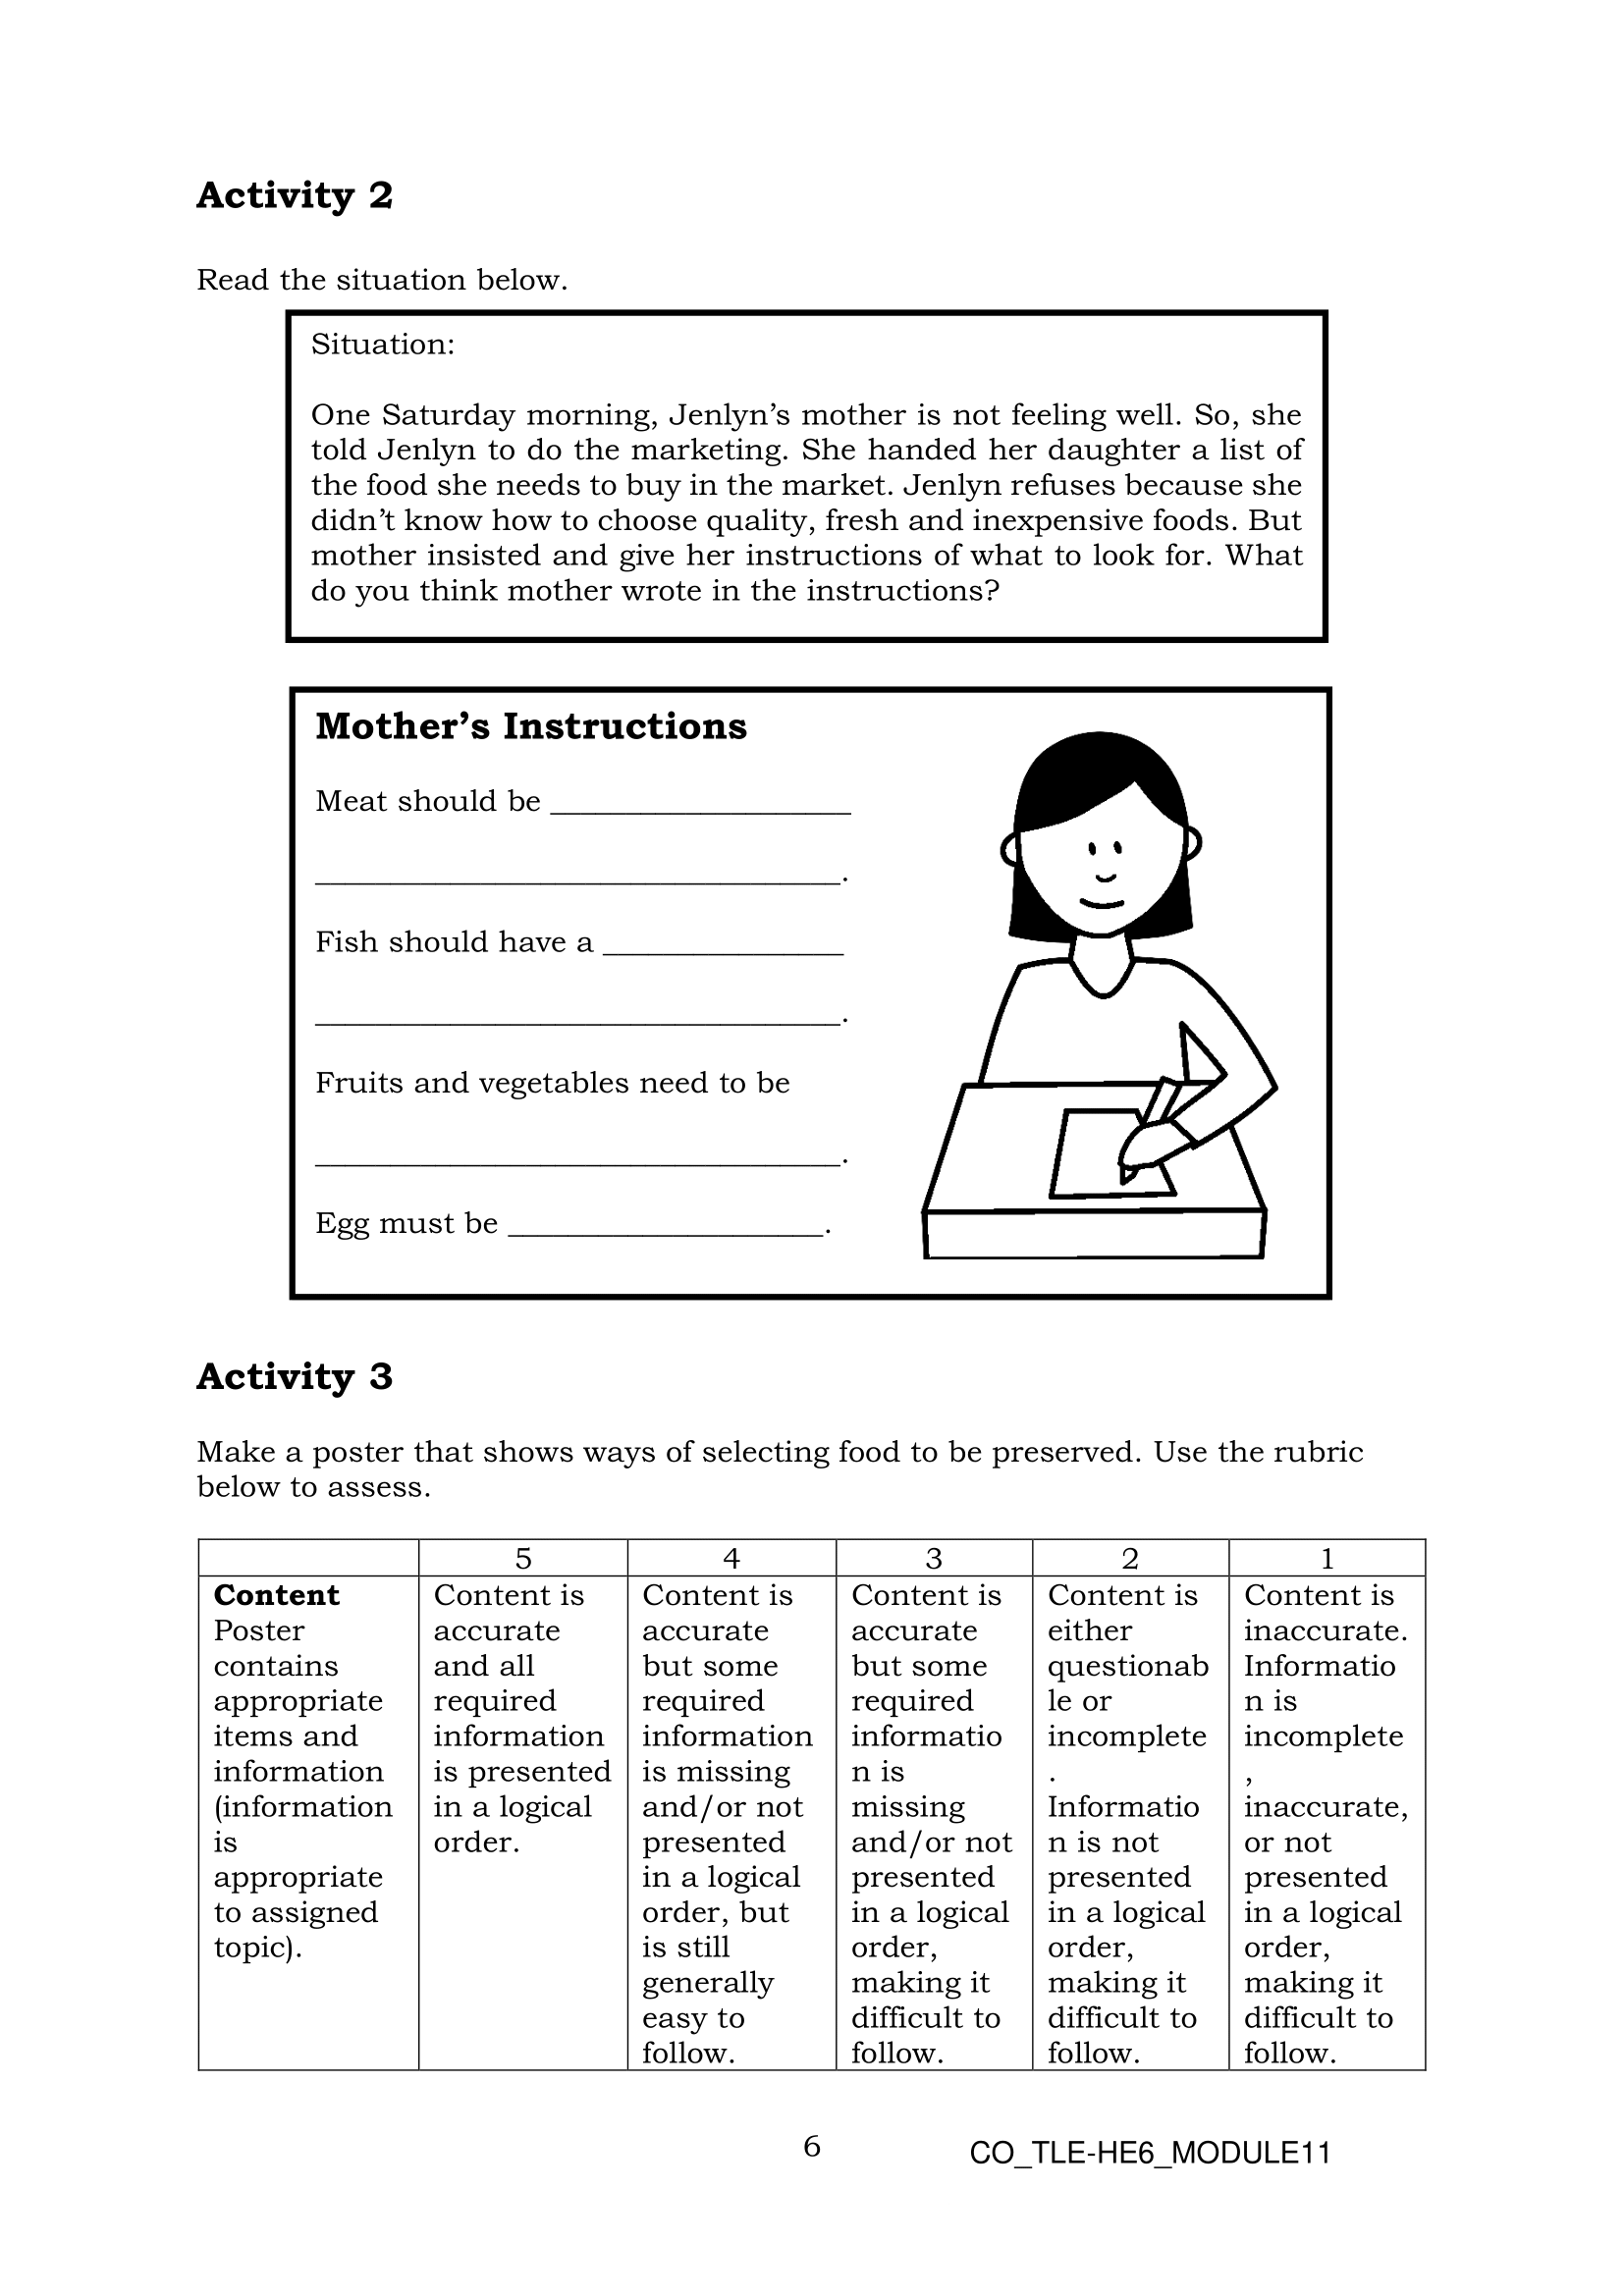 Activity 2
Read the situation below.
Situation:
One Saturday morning, Jenlyn’s mother is not feeling well. So, she
told Jenlyn to do the marketing. She handed her daughter a list of
the food she needs to buy in the market. Jenlyn refuses because she
didn’t know how to choose quality, fresh and inexpensive foods. But
mother insisted and give her instructions of what to look for. What
do you think mother wrote in the instructions?
Mother’s Instructions
Meat should be ____________________
___________________________________.
Fish should have a ________________
___________________________________.
Fruits and vegetables need to be
___________________________________.
Egg must be _____________________.
Activity 3
Make a poster that shows ways of selecting food to be preserved. Use the rubric
below to assess.
5 4 3 2 1
Content
Poster
contains
appropriate
items and
information
(information
is
appropriate
to assigned
topic).
Content is
accurate
and all
required
information
is presented
in a logical
order.
Content is
accurate
but some
required
information
is missing
and/or not
presented
in a logical
order, but
is still
generally
easy to
follow.
Content is
accurate
but some
required
informatio
n is
missing
and/or not
presented
in a logical
order,
making it
difficult to
follow.
Content is
either
questionab
le or
incomplete
.
Informatio
n is not
presented
in a logical
order,
making it
difficult to
follow.
Content is
inaccurate.
Informatio
n is
incomplete
,
inaccurate,
or not
presented
in a logical
order,
making it
difficult to
follow.
6
CO_TLE-HE6_MODULE11